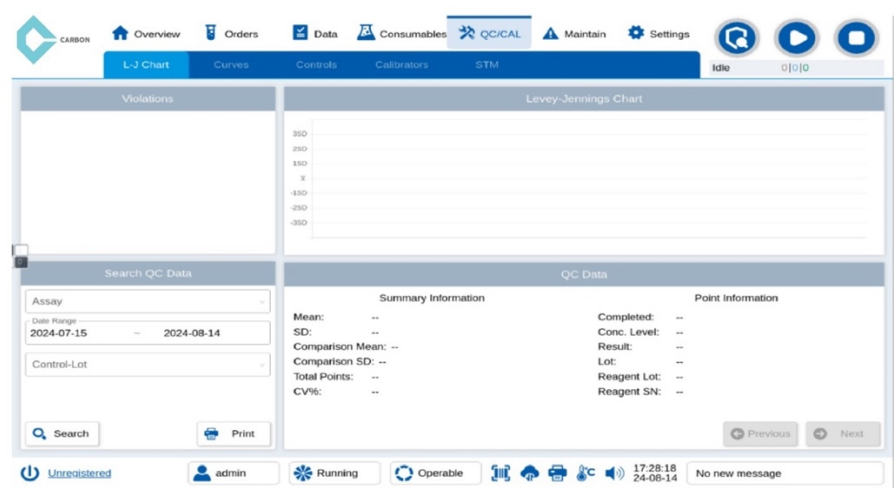 CARBON Overview Orders Data Consumables QC/CAL Maintain Settings
L-J Chart Curves Controls Calibrators STM
Idle 0|0|0
Violations
Levey-Jennings Chart
3SD
2SD
1SD
X̄
-1SD
-2SD
-3SD
Search QC Data
Assay
Date Range
2024-07-15 ~ 2024-08-14
Control-Lot
Search Print
QC Data
Summary Information Point Information
Mean: -- Completed: --
SD: -- Conc. Level: --
Comparison Mean: -- Result: --
Comparison SD: -- Lot: --
Total Points: -- Reagent Lot: --
CV%: -- Reagent SN: --
Previous Next
Unregistered admin Running Operable °C 17:28:18 No new message
24-08-14